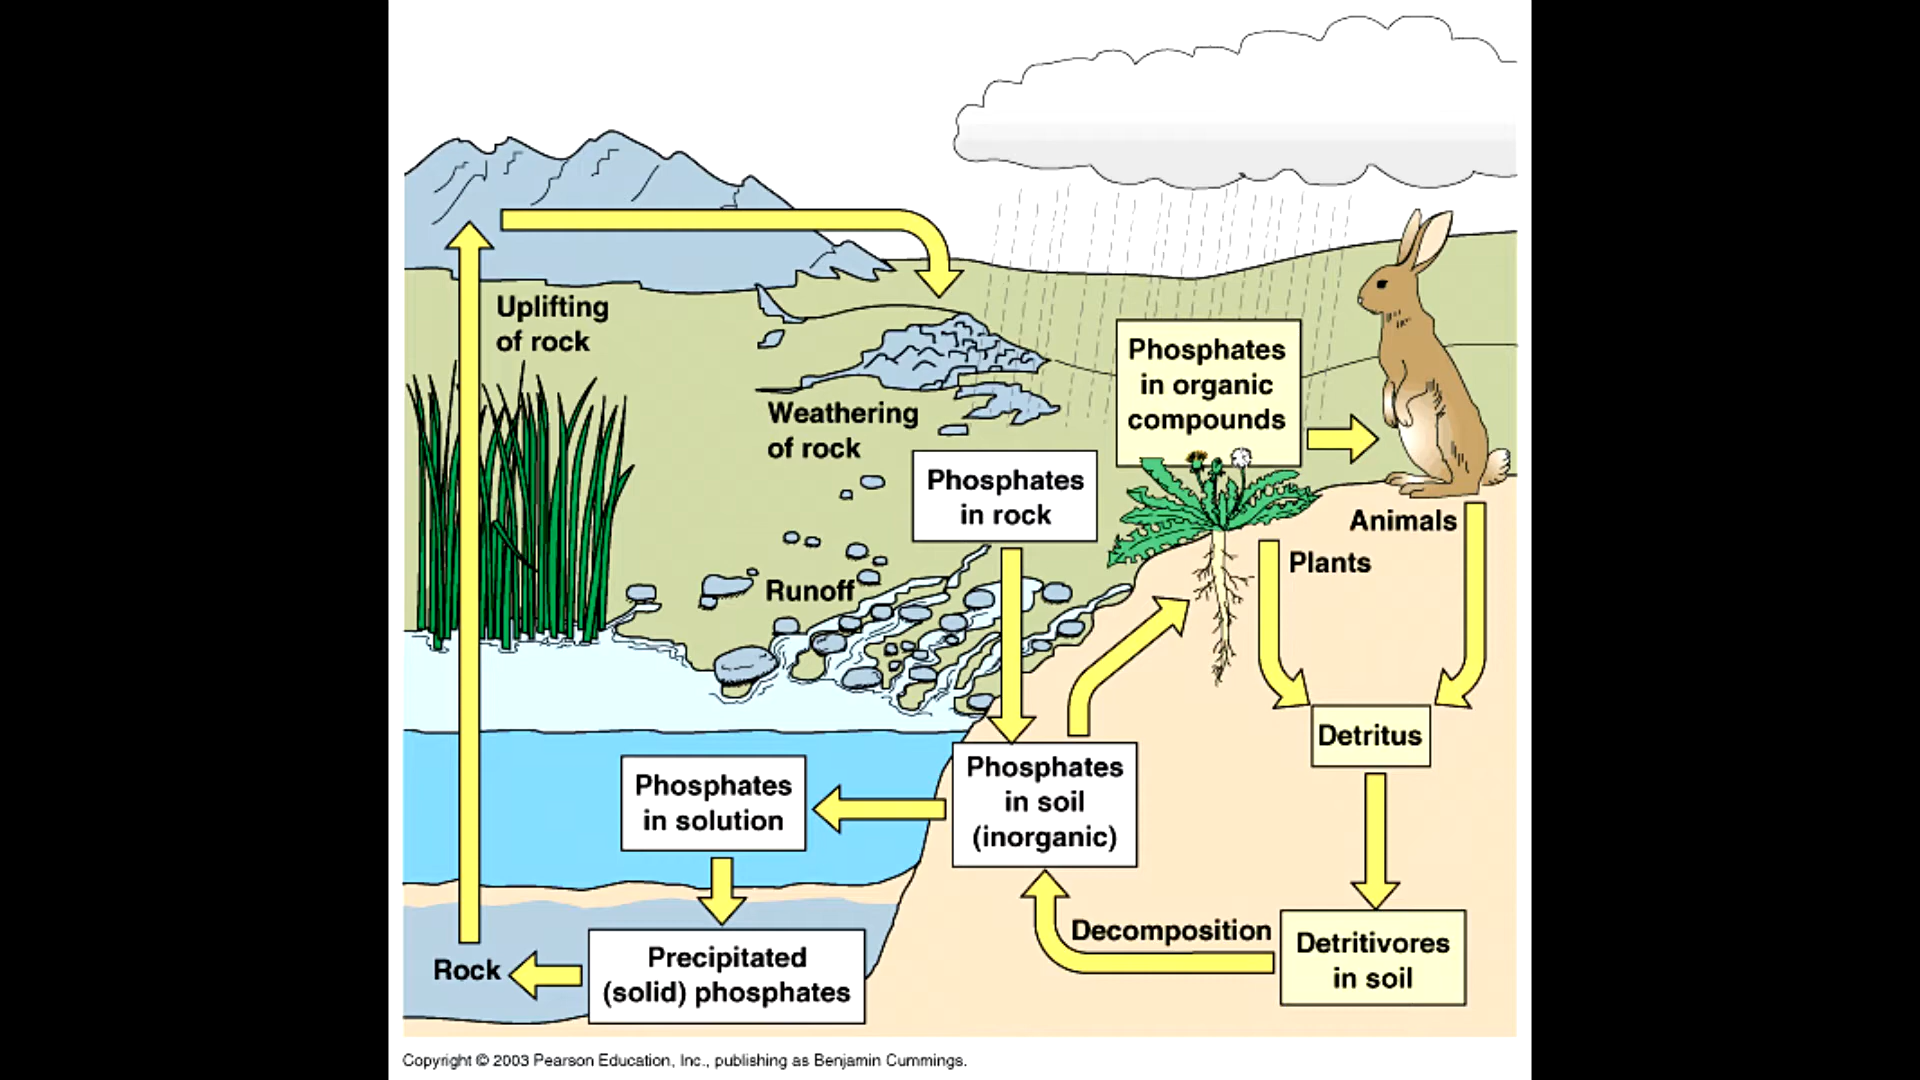 Uplifting
of rock
Weathering
of rock
Phosphates
in organic
compounds
Phosphates
in rock
Animals
Plants
Runoff
Detritus
Phosphates
in solution
Phosphates
in soil
(inorganic)
Decomposition
Detritivores
in soil
Rock
Precipitated
(solid) phosphates
Copyright © 2003 Pearson Education, Inc., publishing as Benjamin Cummings.